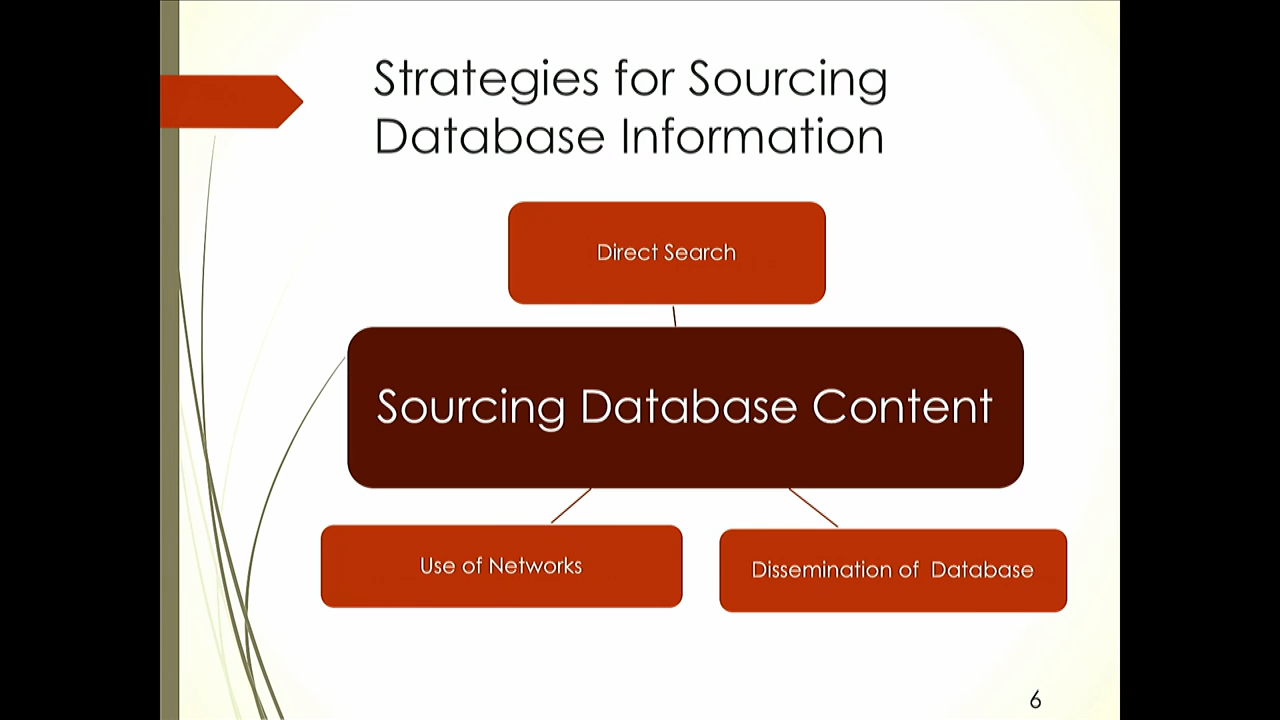 Strategies for Sourcing
Database Information
Direct Search
Sourcing Database Content
Use of Networks
Dissemination of Database
6